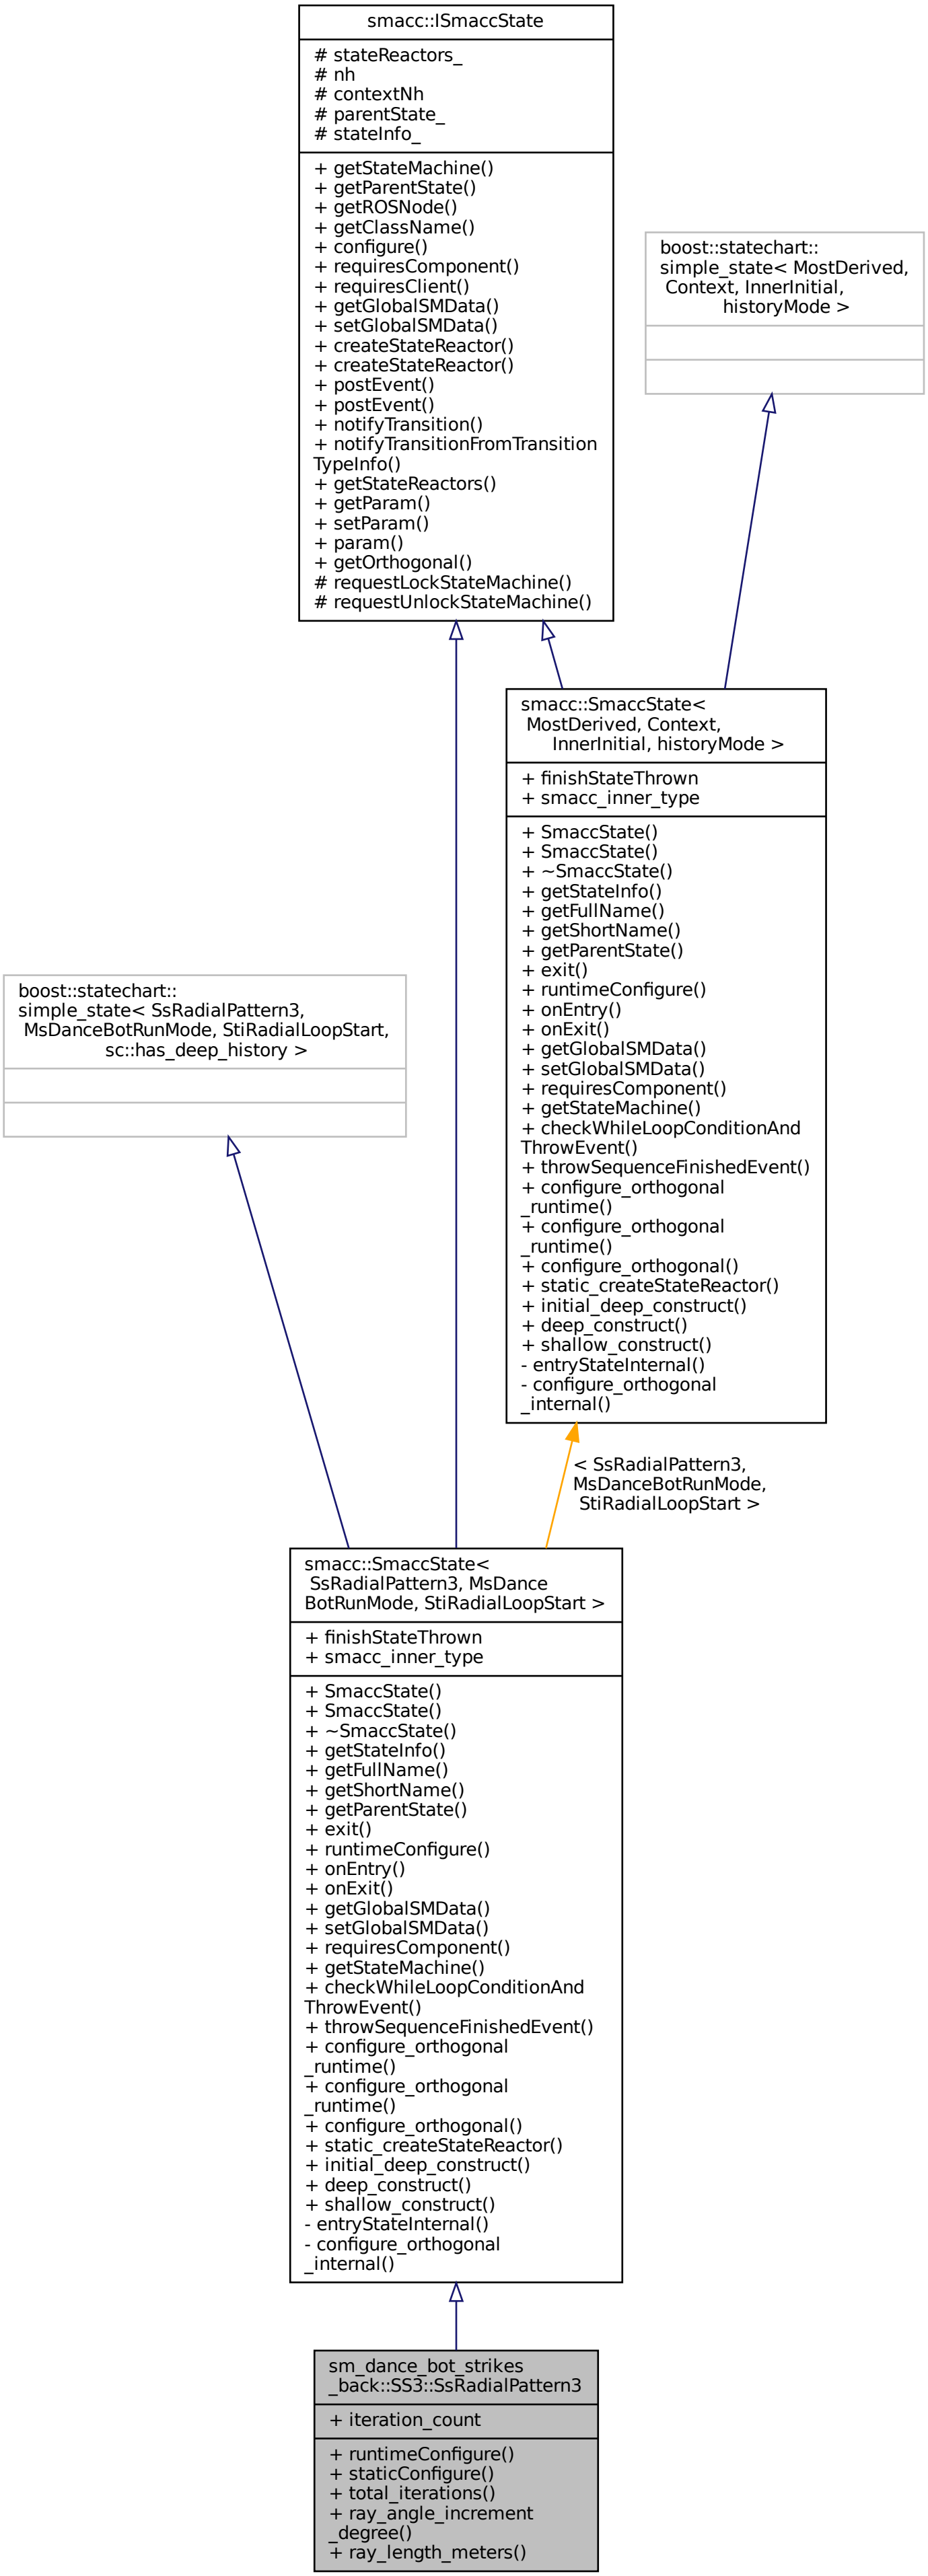 smacc::ISmaccState
# stateReactors_
# nh
# contextNh
# parentState_
# stateInfo_
+ getStateMachine()
+ getParentState()
+ getROSNode()
+ getClassName()
+ configure()
+ requiresComponent()
+ requiresClient()
+ getGlobalSMData()
+ setGlobalSMData()
+ createStateReactor()
+ createStateReactor()
+ postEvent()
+ postEvent()
+ notifyTransition()
+ notifyTransitionFromTransition
TypeInfo()
+ getStateReactors()
+ getParam()
+ setParam()
+ param()
+ getOrthogonal()
# requestLockStateMachine()
# requestUnlockStateMachine()
boost::statechart::
simple_state< MostDerived,
Context, InnerInitial,
historyMode >
smacc::SmaccState<
MostDerived, Context,
InnerInitial, historyMode >
+ finishStateThrown
+ smacc_inner_type
+ SmaccState()
+ SmaccState()
+ ~SmaccState()
+ getStateInfo()
+ getFullName()
+ getShortName()
+ getParentState()
+ exit()
+ runtimeConfigure()
+ onEntry()
+ onExit()
+ getGlobalSMData()
+ setGlobalSMData()
+ requiresComponent()
+ getStateMachine()
+ checkWhileLoopConditionAnd
ThrowEvent()
+ throwSequenceFinishedEvent()
+ configure_orthogonal
_runtime()
+ configure_orthogonal
_runtime()
+ configure_orthogonal()
+ static_createStateReactor()
+ initial_deep_construct()
+ deep_construct()
+ shallow_construct()
- entryStateInternal()
- configure_orthogonal
_internal()
boost::statechart::
simple_state< SsRadialPattern3,
MsDanceBotRunMode, StiRadialLoopStart,
sc::has_deep_history >
< SsRadialPattern3,
MsDanceBotRunMode,
StiRadialLoopStart >
smacc::SmaccState<
SsRadialPattern3, MsDance
BotRunMode, StiRadialLoopStart >
+ finishStateThrown
+ smacc_inner_type
+ SmaccState()
+ SmaccState()
+ ~SmaccState()
+ getStateInfo()
+ getFullName()
+ getShortName()
+ getParentState()
+ exit()
+ runtimeConfigure()
+ onEntry()
+ onExit()
+ getGlobalSMData()
+ setGlobalSMData()
+ requiresComponent()
+ getStateMachine()
+ checkWhileLoopConditionAnd
ThrowEvent()
+ throwSequenceFinishedEvent()
+ configure_orthogonal
_runtime()
+ configure_orthogonal
_runtime()
+ configure_orthogonal()
+ static_createStateReactor()
+ initial_deep_construct()
+ deep_construct()
+ shallow_construct()
- entryStateInternal()
- configure_orthogonal
_internal()
sm_dance_bot_strikes
_back::SS3::SsRadialPattern3
+ iteration_count
+ runtimeConfigure()
+ staticConfigure()
+ total_iterations()
+ ray_angle_increment
_degree()
+ ray_length_meters()